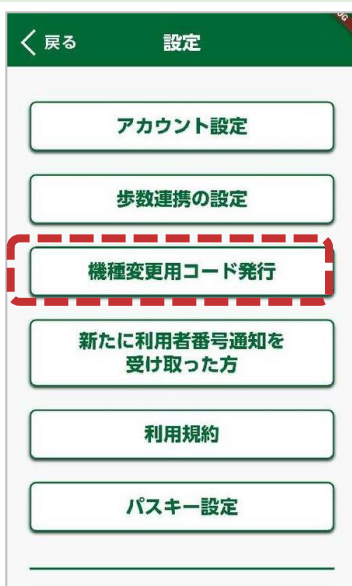 戻る
設定
アカウント設定
歩数連携の設定
機種変更用コード発行
新たに利用者番号通知を
受け取った方
利用規約
パスキー設定